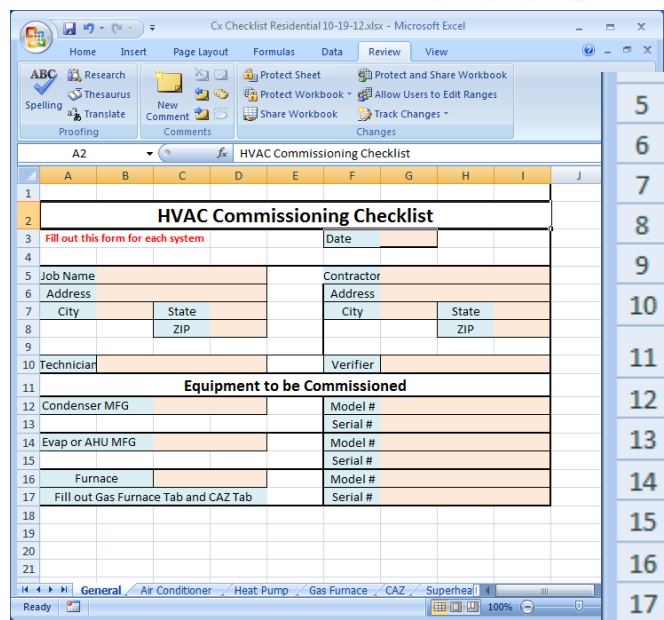 Cx Checklist Residential 10-19-12.xlsx - Microsoft Excel
Home Insert Page Layout Formulas Data Review View
ABC Spelling Research Thesaurus Translate New Comment Protect Sheet Protect Workbook Share Workbook Protect and Share Workbook Allow Users to Edit Ranges Track Changes
Proofing Comments Changes
A2 fx HVAC Commissioning Checklist
A B C D E F G H I J
1
2 HVAC Commissioning Checklist
3 Fill out this form for each system Date
4
5 Job Name Contractor
6 Address Address
7 City State City State
8 ZIP ZIP
9
10 Technician Verifier
11 Equipment to be Commissioned
12 Condenser MFG Model #
13 Serial #
14 Evap or AHU MFG Model #
15 Serial #
16 Furnace Model #
17 Fill out Gas Furnace Tab and CAZ Tab Serial #
18
19
20
21
General Air Conditioner Heat Pump Gas Furnace CAZ Superheat
Ready 100%
5
6
7
8
9
10
11
12
13
14
15
16
17